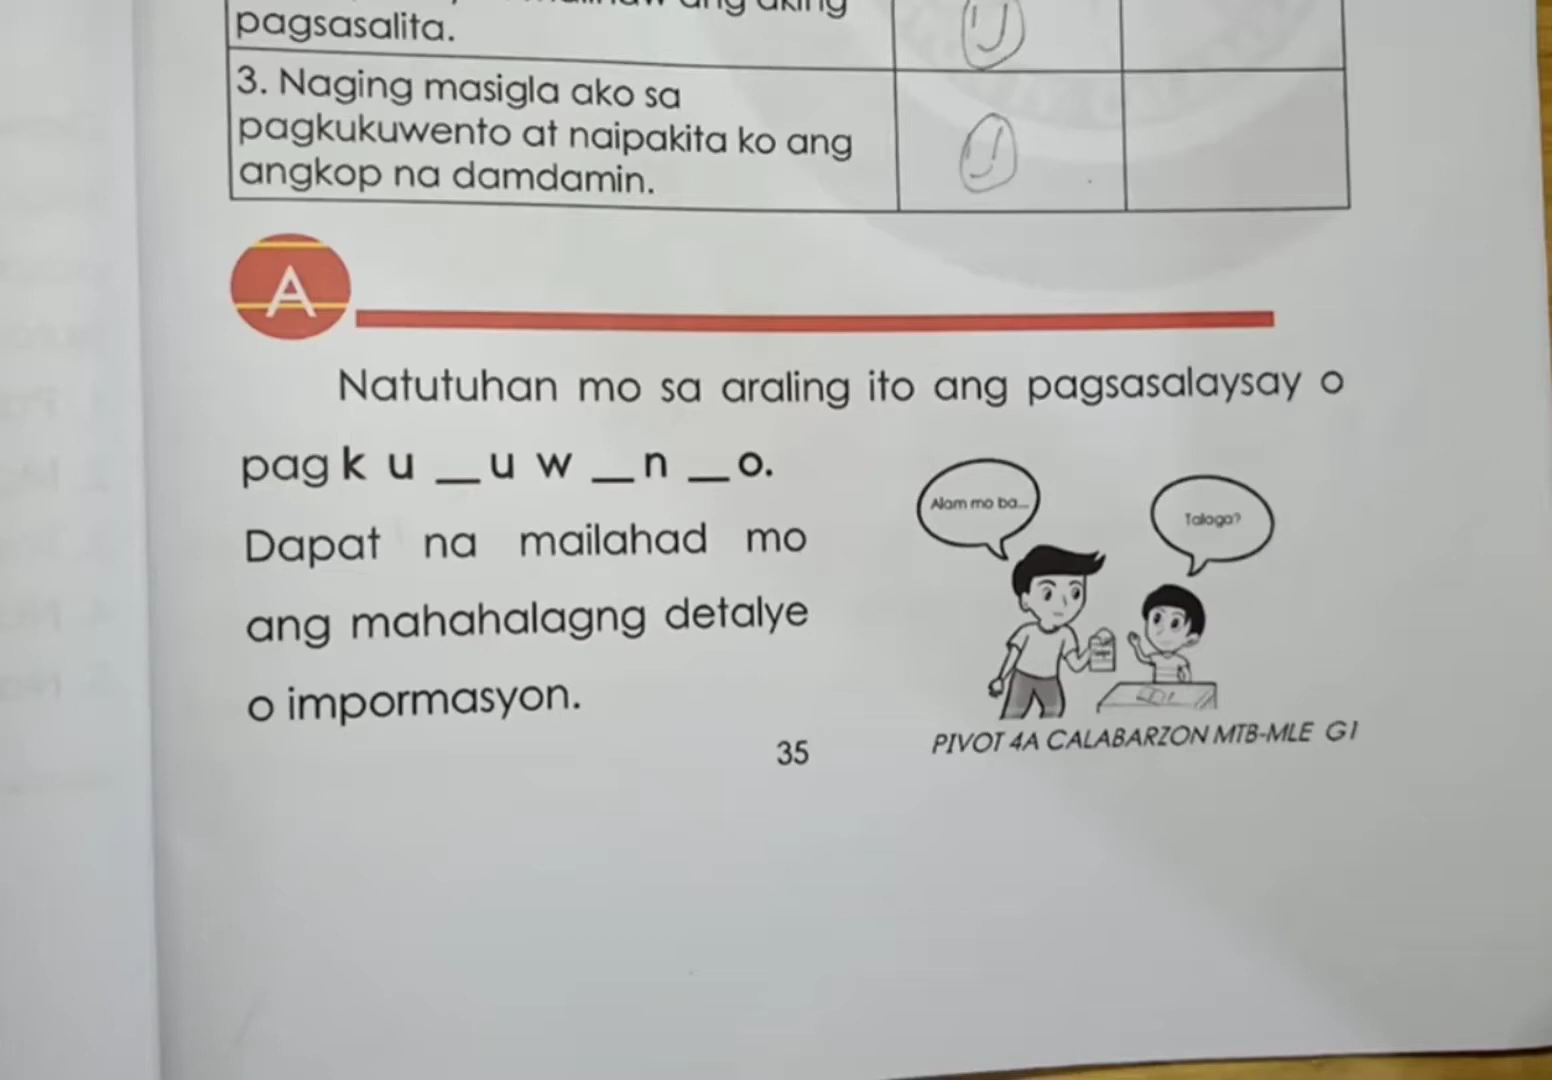 ang aking
pagsasalita.
3. Naging masigla ako sa
pagkukuwento at naipakita ko ang
angkop na damdamin.
A
Natutuhan mo sa araling ito ang pagsasalaysay o
pag k u __ u w __ n __ o.
Alam mo ba...
Talaga?
Dapat na mailahad mo
ang mahahalagng detalye
o impormasyon.
35
PIVOT 4A CALABARZON MTB-MLE G1